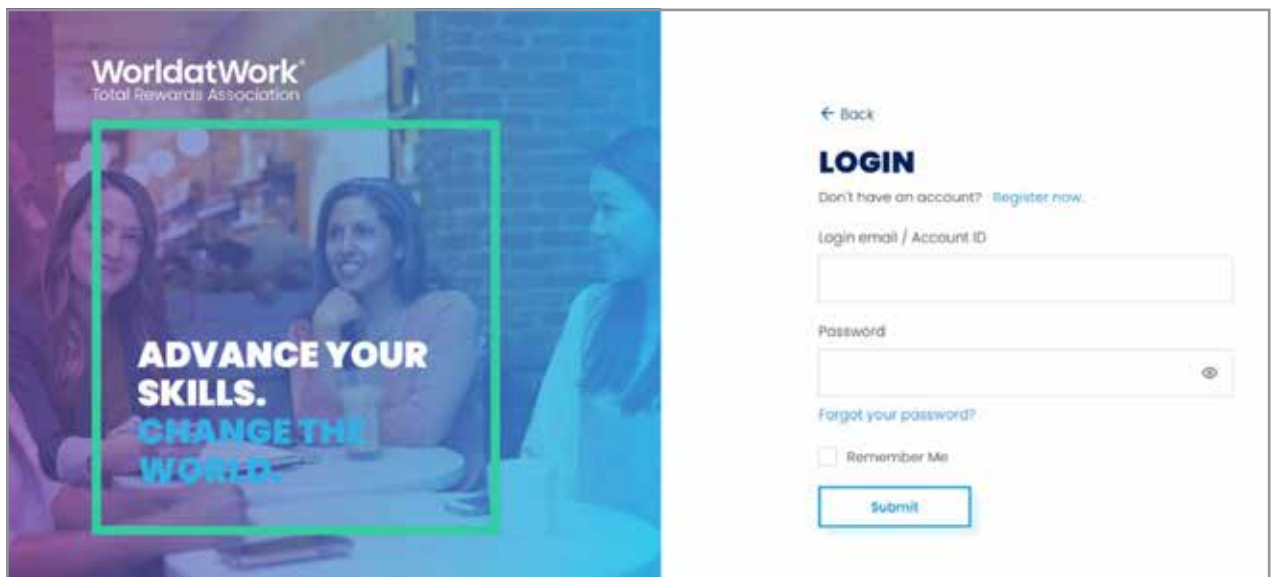 WorldatWork®
Total Rewards Association
ADVANCE YOUR
SKILLS.
CHANGE THE
WORLD.
← Back
LOGIN
Don't have an account? Register now.
Login email / Account ID
Password
Forgot your password?
Remember Me
Submit